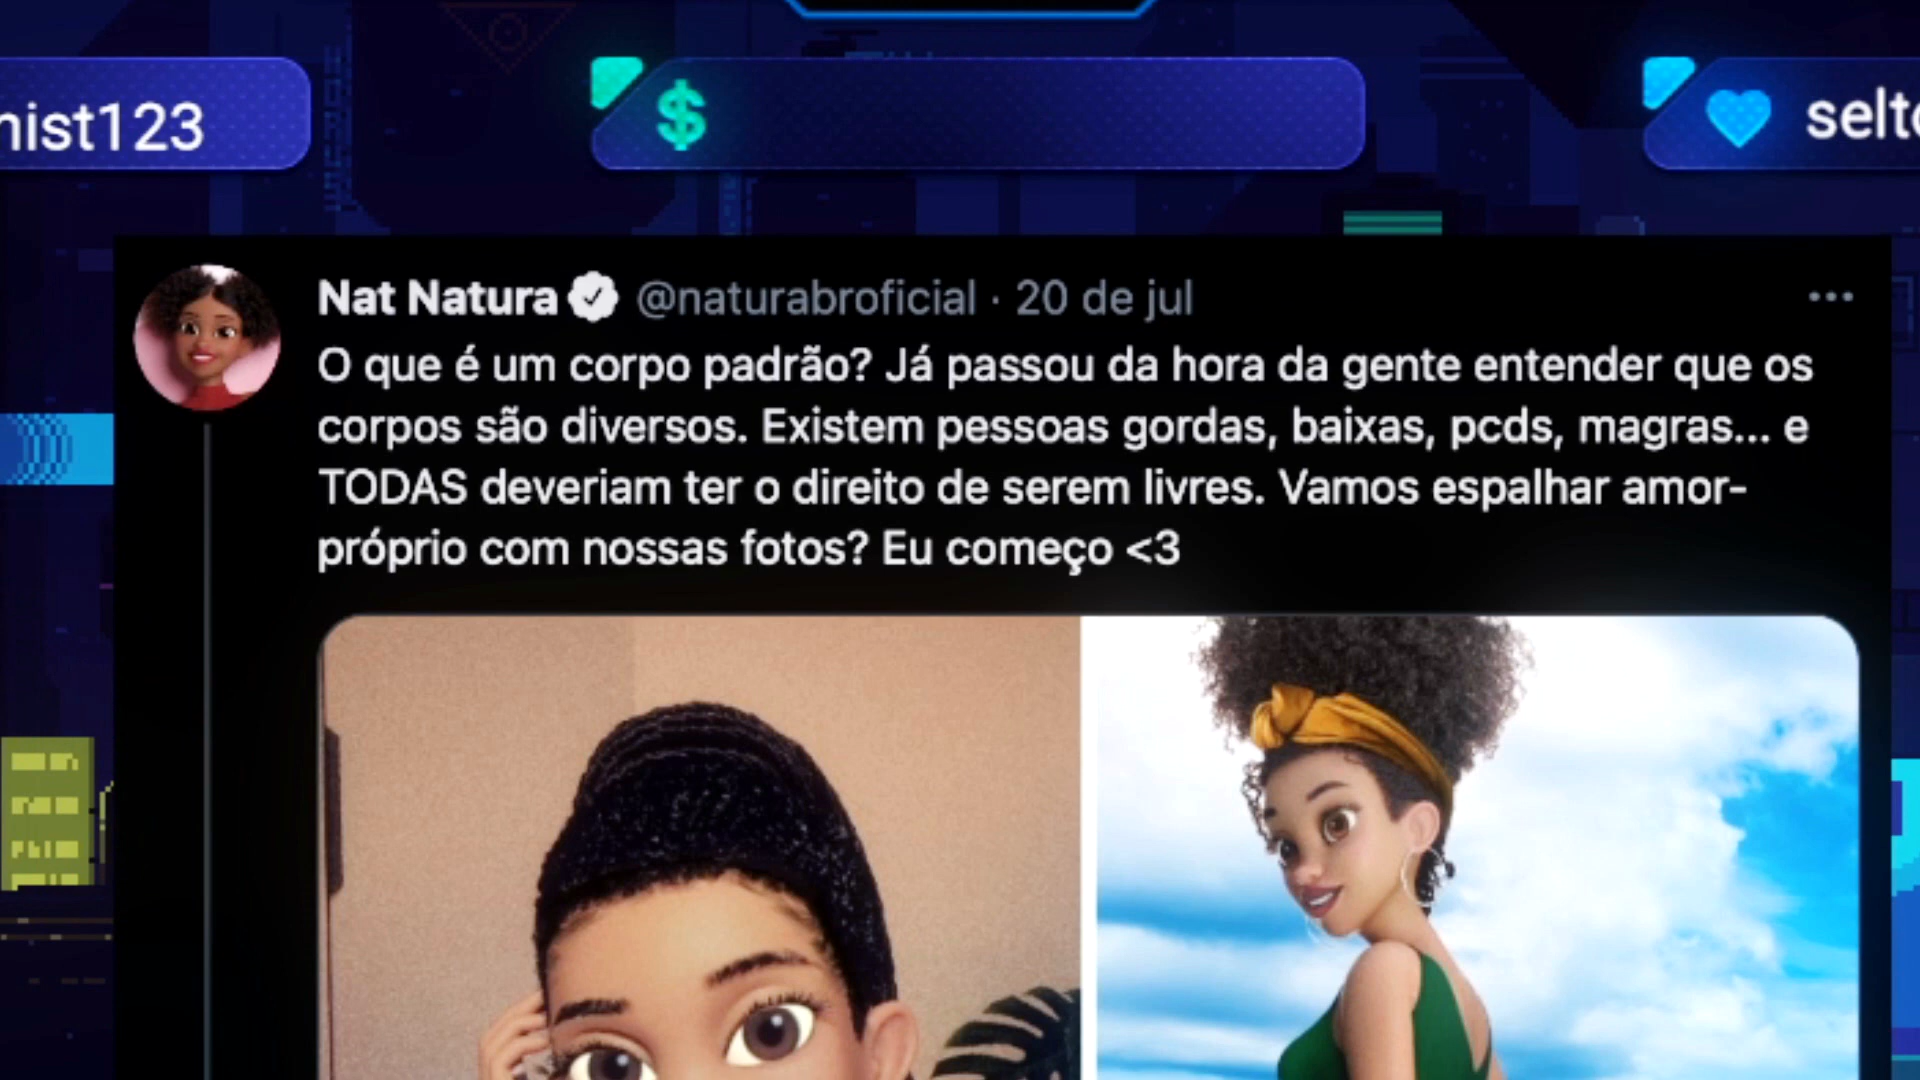 nist123
$
selt
Nat Natura @naturabroficial · 20 de jul
O que é um corpo padrão? Já passou da hora da gente entender que os
corpos são diversos. Existem pessoas gordas, baixas, pcds, magras... e
TODAS deveriam ter o direito de serem livres. Vamos espalhar amor-
próprio com nossas fotos? Eu começo <3